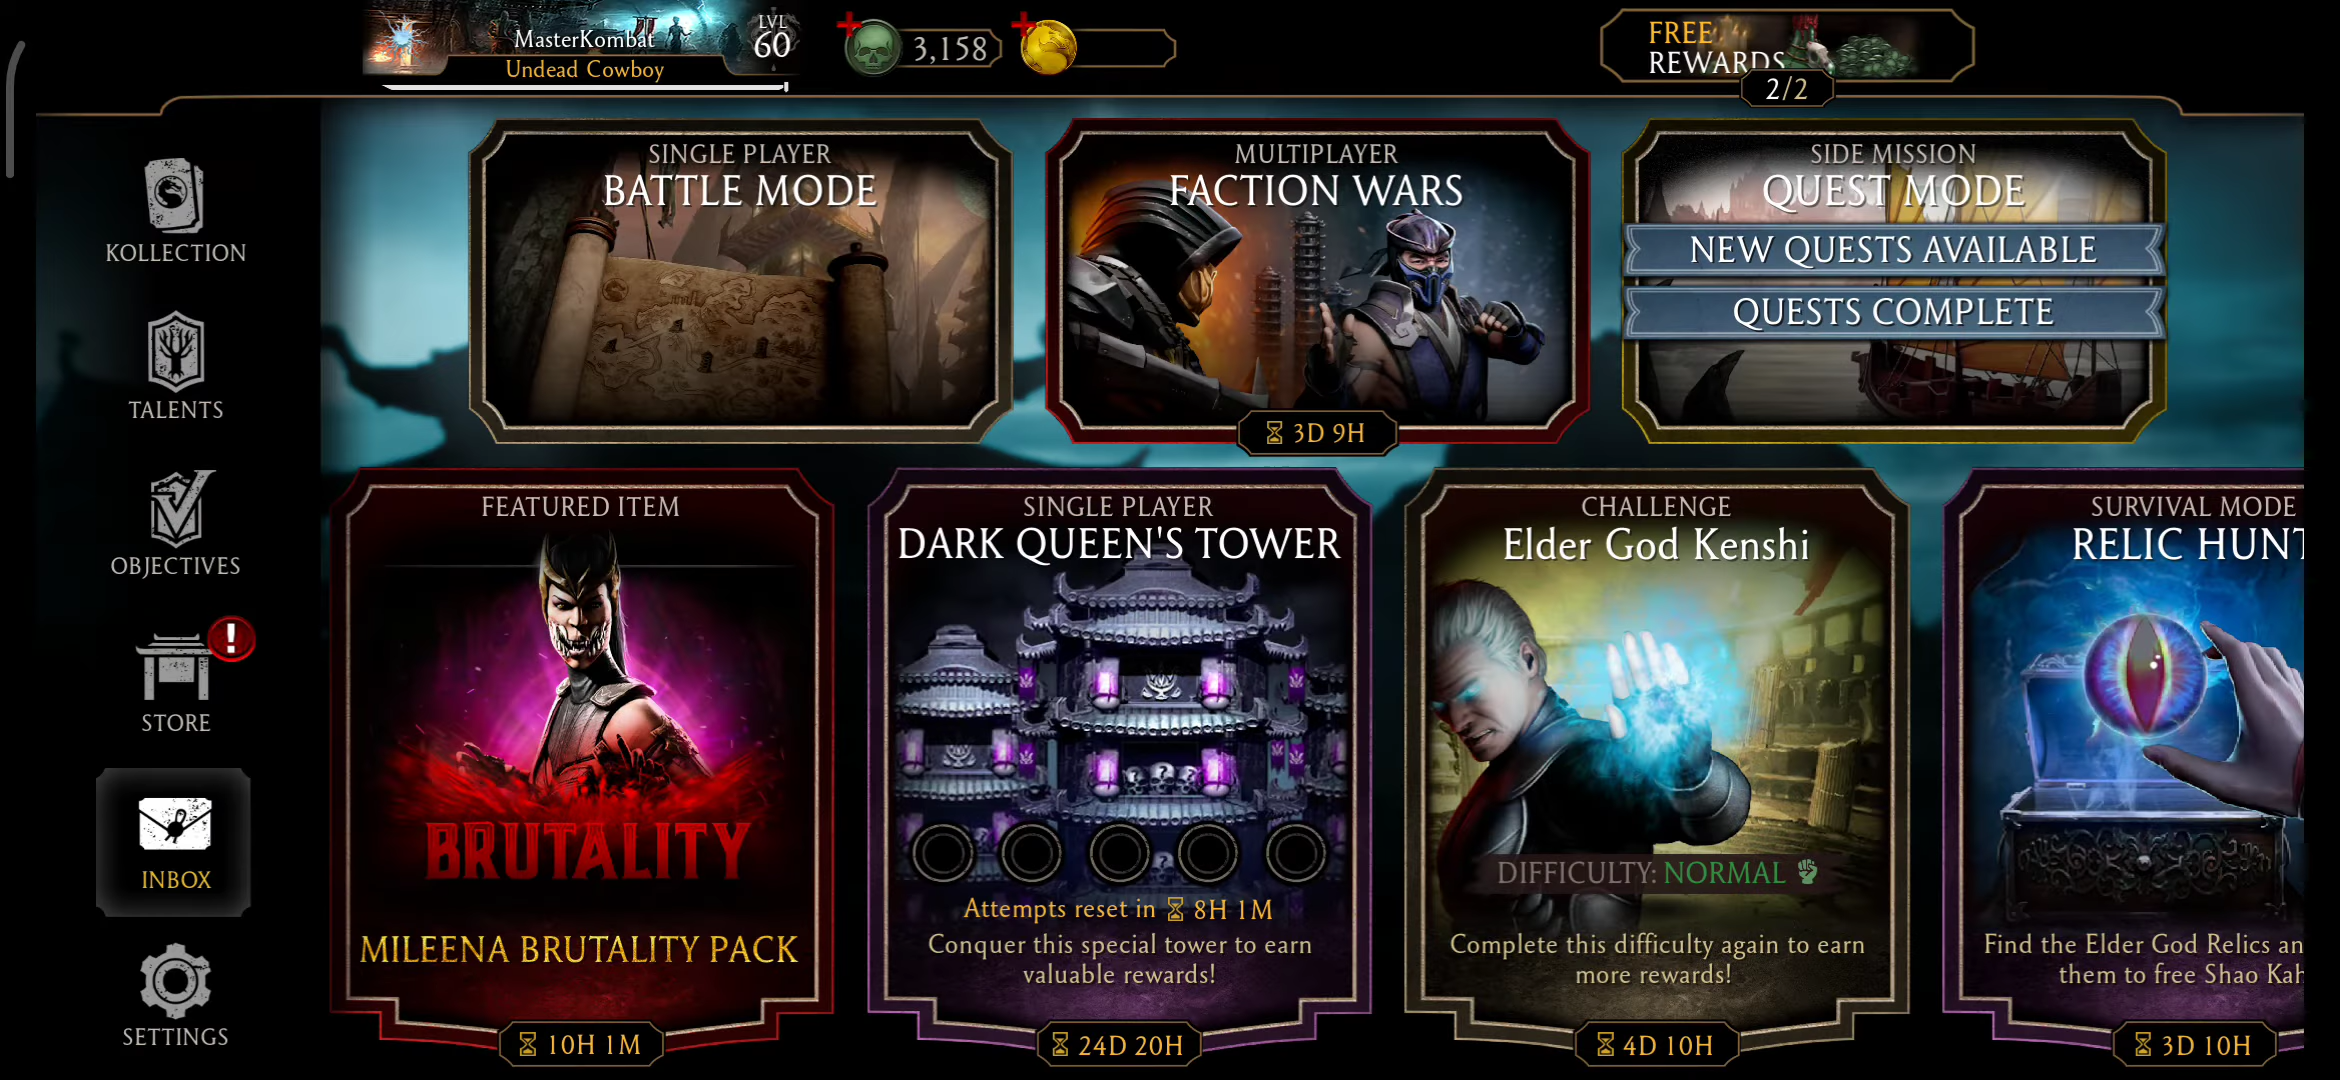 MasterKombat
Undead Cowboy
LVL
60
3,158
FREE
REWARDS
2/2
KOLLECTION
TALENTS
OBJECTIVES
!
STORE
INBOX
SETTINGS
SINGLE PLAYER
BATTLE MODE
MULTIPLAYER
FACTION WARS
3D 9H
SIDE MISSION
QUEST MODE
NEW QUESTS AVAILABLE
QUESTS COMPLETE
FEATURED ITEM
BRUTALITY
MILEENA BRUTALITY PACK
10H 1M
SINGLE PLAYER
DARK QUEEN'S TOWER
Attempts reset in 8H 1M
Conquer this special tower to earn
valuable rewards!
24D 20H
CHALLENGE
Elder God Kenshi
DIFFICULTY: NORMAL
Complete this difficulty again to earn
more rewards!
4D 10H
SURVIVAL MODE
RELIC HUNT
Find the Elder God Relics an
them to free Shao Kah
3D 10H